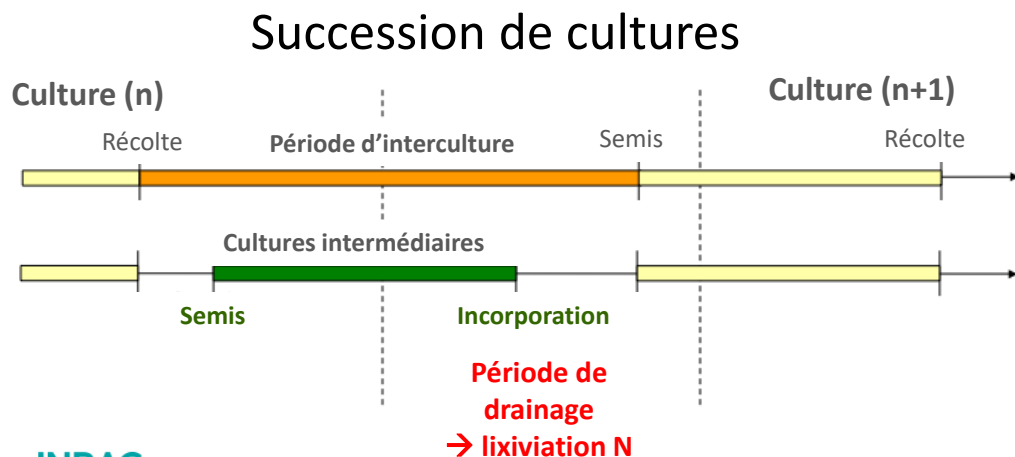 Succession de cultures
Culture (n)
Culture (n+1)
Récolte
Période d'interculture
Semis
Récolte
Cultures intermédiaires
Semis
Incorporation
Période de
drainage
→ lixiviation N